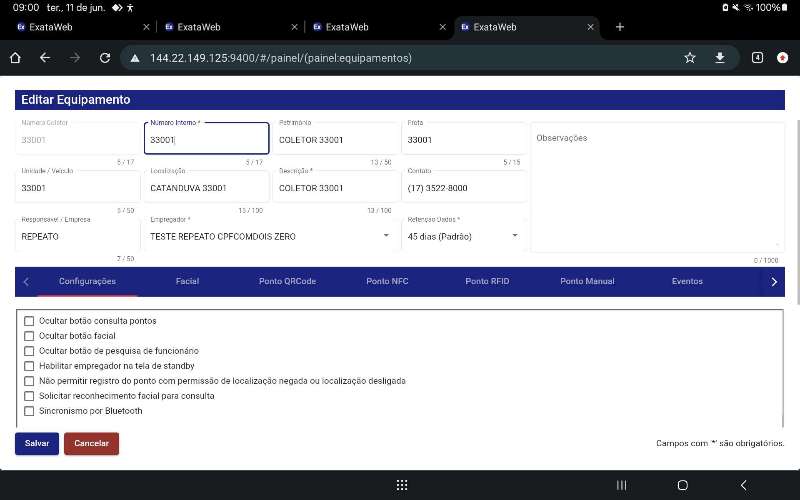 09:00 ter., 11 de jun. 100%
ExataWeb ExataWeb ExataWeb ExataWeb
144.22.149.125:9400/#/painel/(painel:equipamentos) 4
Editar Equipamento
Número Coletor Número Interno * Patrimônio Frota
33001 33001 COLETOR 33001 33001 Observações
5 / 17 5 / 17 13 / 50 5 / 15
Unidade / Veículo Localização Descrição * Contato
33001 CATANDUVA 33001 COLETOR 33001 (17) 3522-8000
5 / 50 15 / 100 13 / 100
Responsável / Empresa Empregador * Retenção Dados *
REPEATO TESTE REPEATO CPFCOMDOIS ZERO 45 dias (Padrão)
7 / 50 0 / 1000
Configurações Facial Ponto QRCode Ponto NFC Ponto RFID Ponto Manual Eventos
Ocultar botão consulta pontos
Ocultar botão facial
Ocultar botão de pesquisa de funcionário
Habilitar empregador na tela de standby
Não permitir registro do ponto com permissão de localização negada ou localização desligada
Solicitar reconhecimento facial para consulta
Sincronismo por Bluetooth
Salvar Cancelar Campos com '*' são obrigatórios.